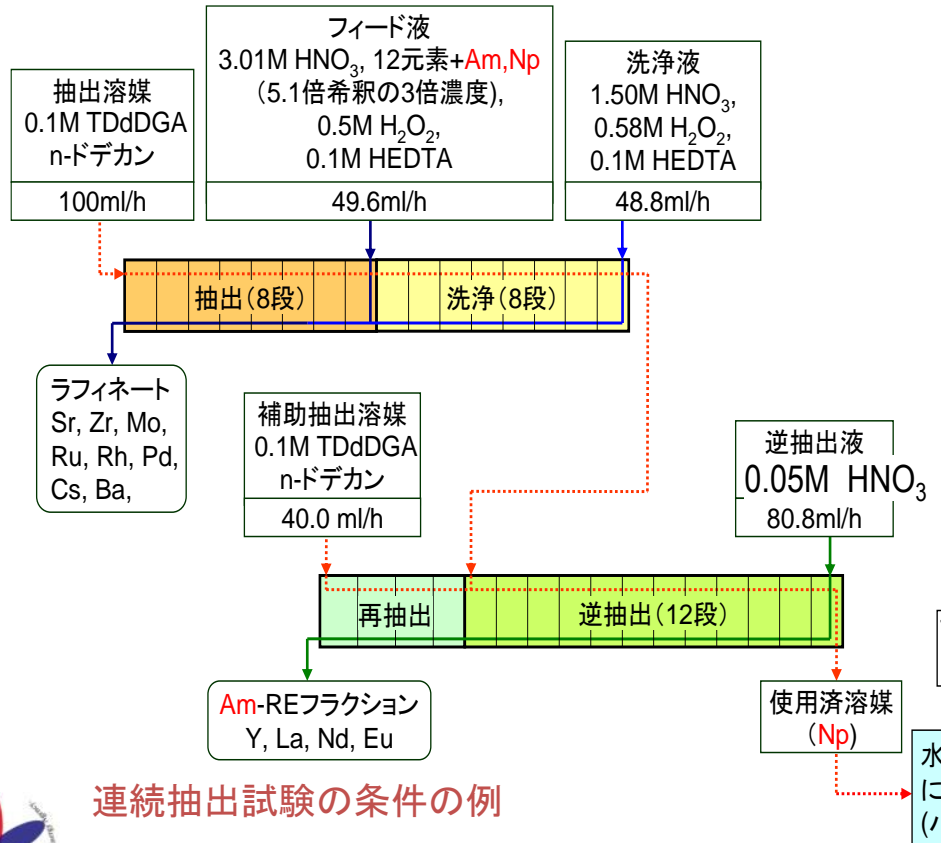 フィード液
3.01M HNO3, 12元素+Am,Np
(5.1倍希釈の3倍濃度),
0.5M H2O2,
0.1M HEDTA
49.6ml/h
抽出溶媒
0.1M TDdDGA
n-ドデカン
100ml/h
洗浄液
1.50M HNO3,
0.58M H2O2,
0.1M HEDTA
48.8ml/h
抽出(8段)
洗浄(8段)
ラフィネート
Sr, Zr, Mo,
Ru, Rh, Pd,
Cs, Ba,
補助抽出溶媒
0.1M TDdDGA
n-ドデカン
40.0 ml/h
逆抽出液
0.05M HNO3
80.8ml/h
再抽出
逆抽出(12段)
Am-REフラクション
Y, La, Nd, Eu
使用済溶媒
(Np)
水
に
連続抽出試験の条件の例